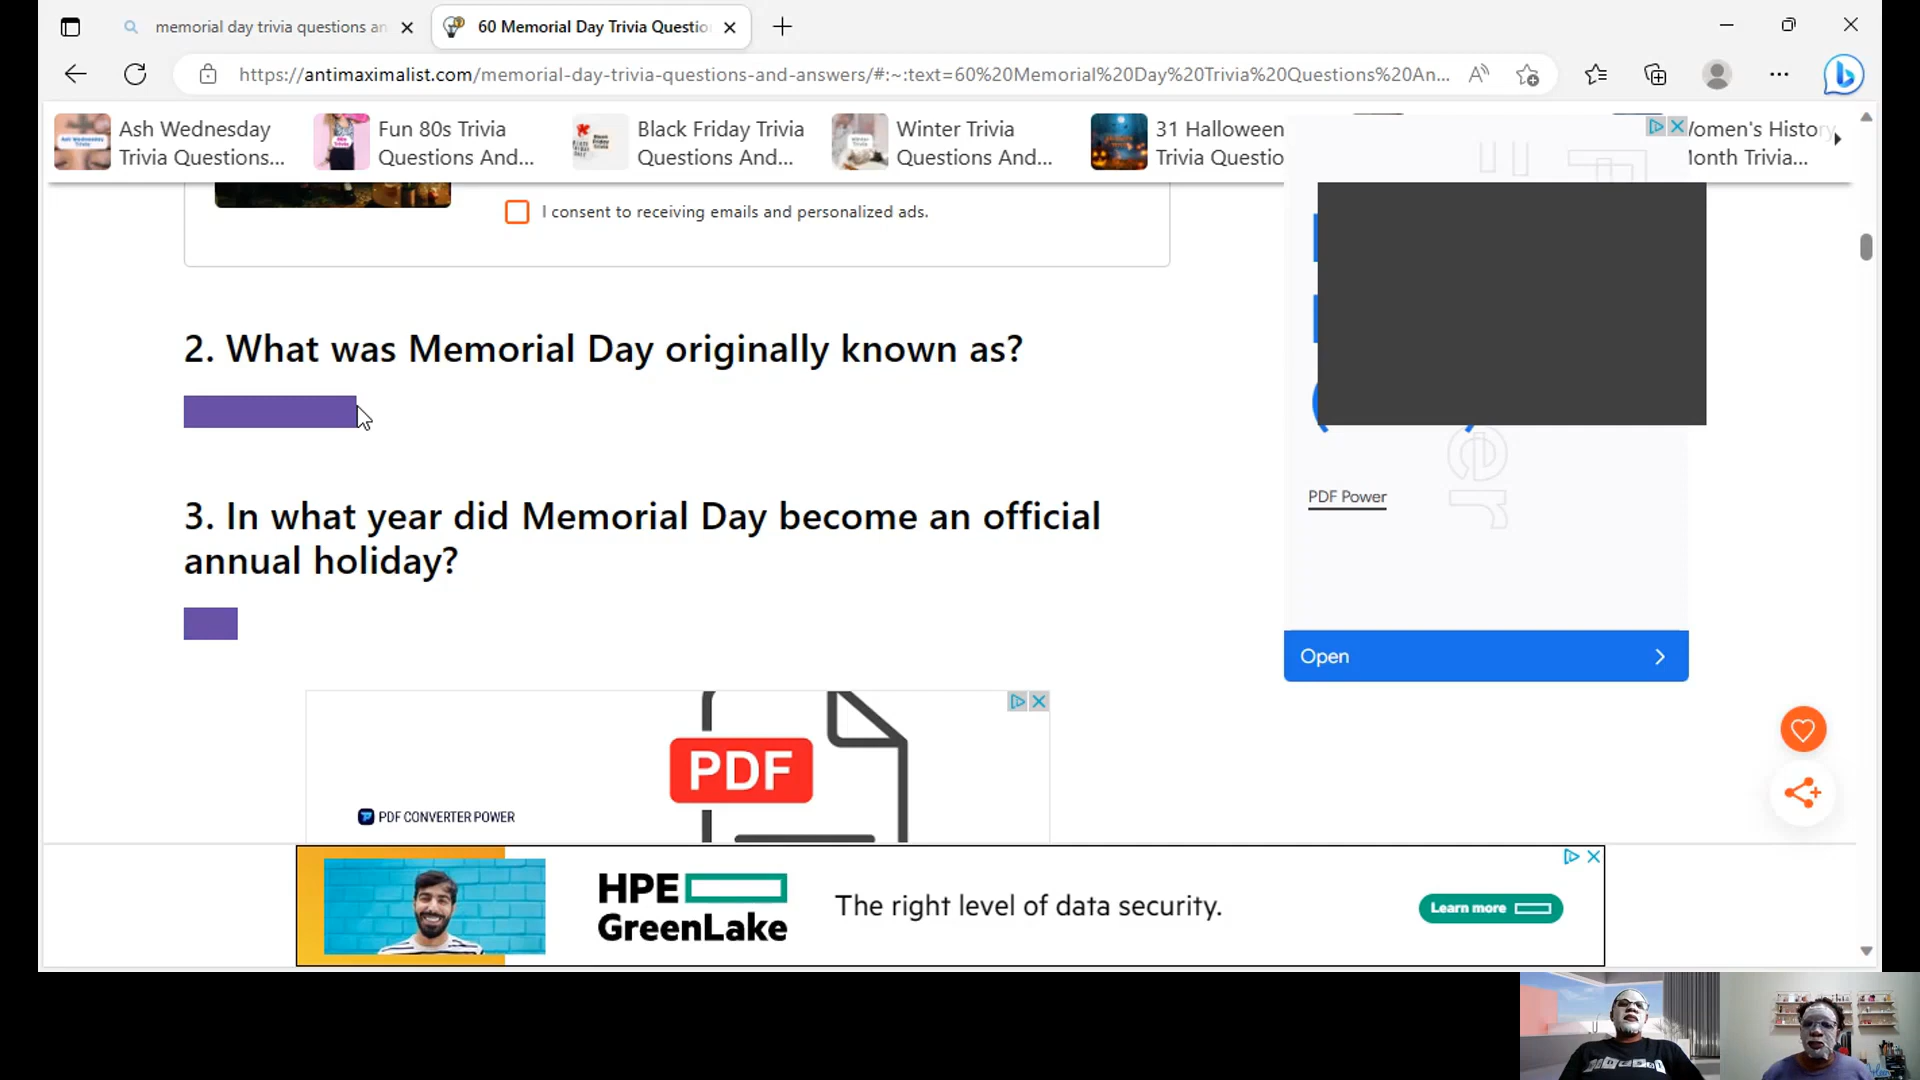 memorial day trivia questions an
60 Memorial Day Trivia Questio
https://antimaximalist.com/memorial-day-trivia-questions-and-answers/#:~:text=60%20Memorial%20Day%20Trivia%20Questions%20An...
Ash Wednesday
Trivia Questions...
Fun 80s Trivia
Questions And...
Black Friday Trivia
Questions And...
Winter Trivia
Questions And...
31 Halloween
Trivia Questio
Women's History
Month Trivia...
I consent to receiving emails and personalized ads.
2. What was Memorial Day originally known as?
3. In what year did Memorial Day become an official
annual holiday?
PDF Power
Open
PDF
PDF CONVERTER POWER
HPE
GreenLake
The right level of data security.
Learn more